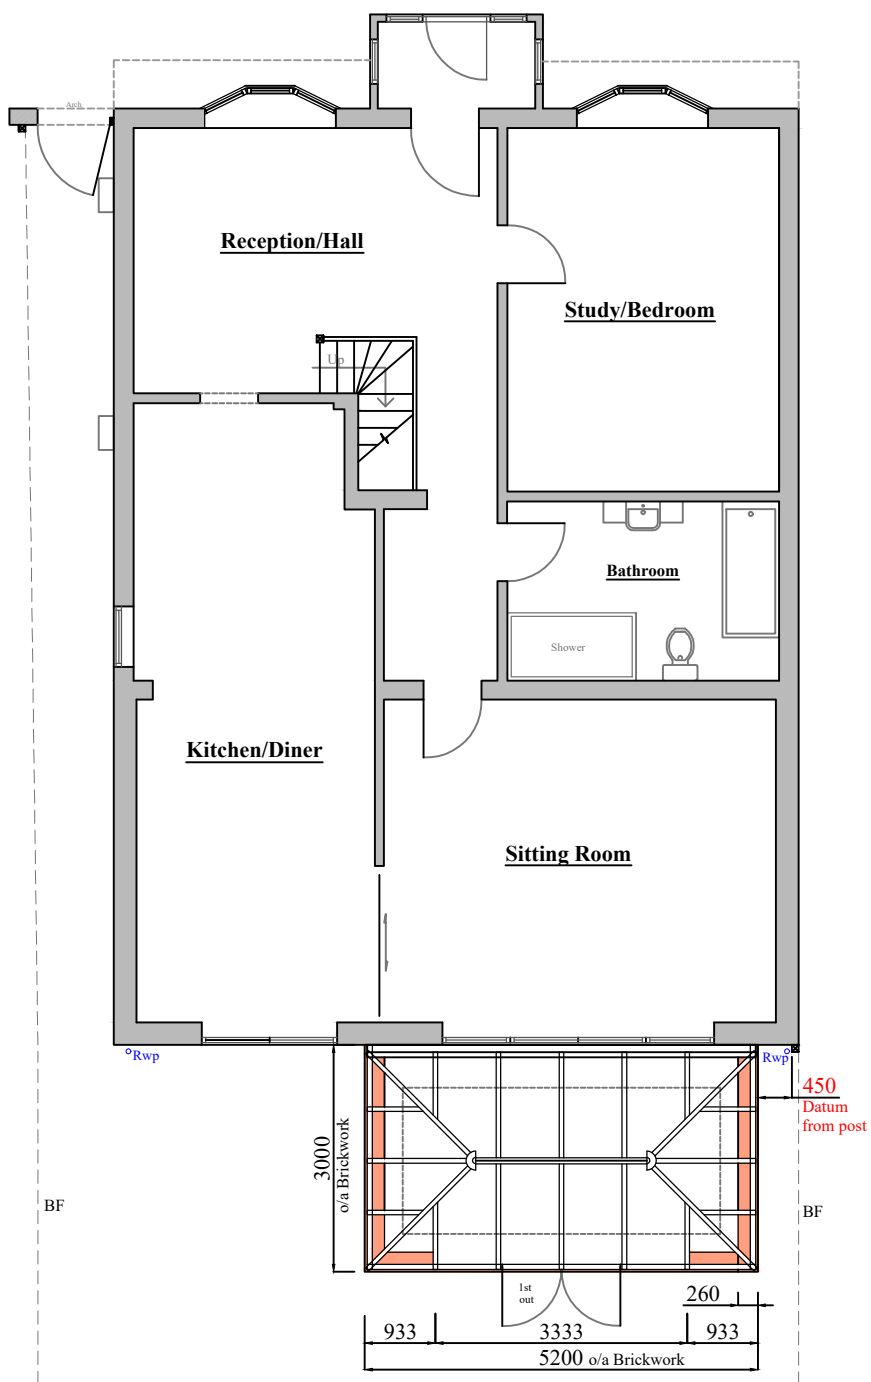 Arch
Reception/Hall
Study/Bedroom
Up
Bathroom
Shower
Kitchen/Diner
Sitting Room
Rwp
Rwp
450
Datum
from post
3000
o/a Brickwork
BF
BF
1st
out
260
933
3333
933
5200 o/a Brickwork